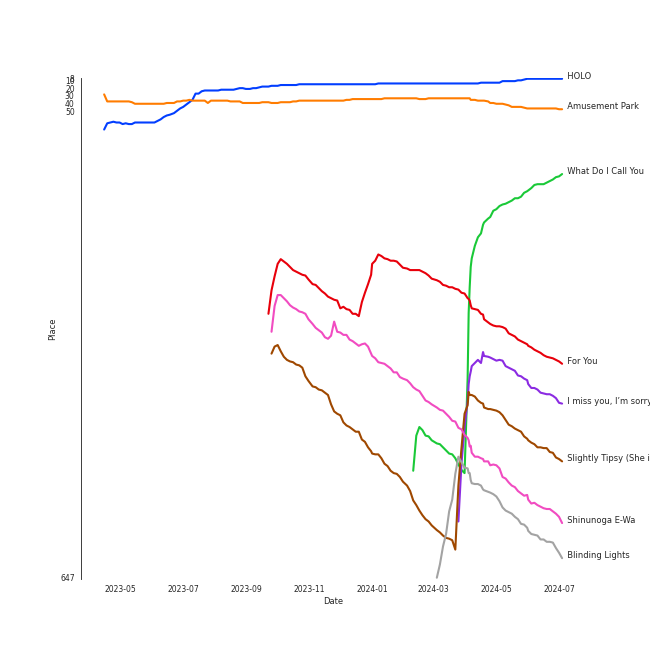 HOLO
10
20
30
40
50
Amusement Park
What Do I Call You
Place
For You
I miss you, I'm sorry
Slightly Tipsy (She i
Shinunoga E-Wa
Blinding Lights
647
2023-05
2023-07
2023-09
2023-11
2024-01
2024-03
2024-05
2024-07
Date